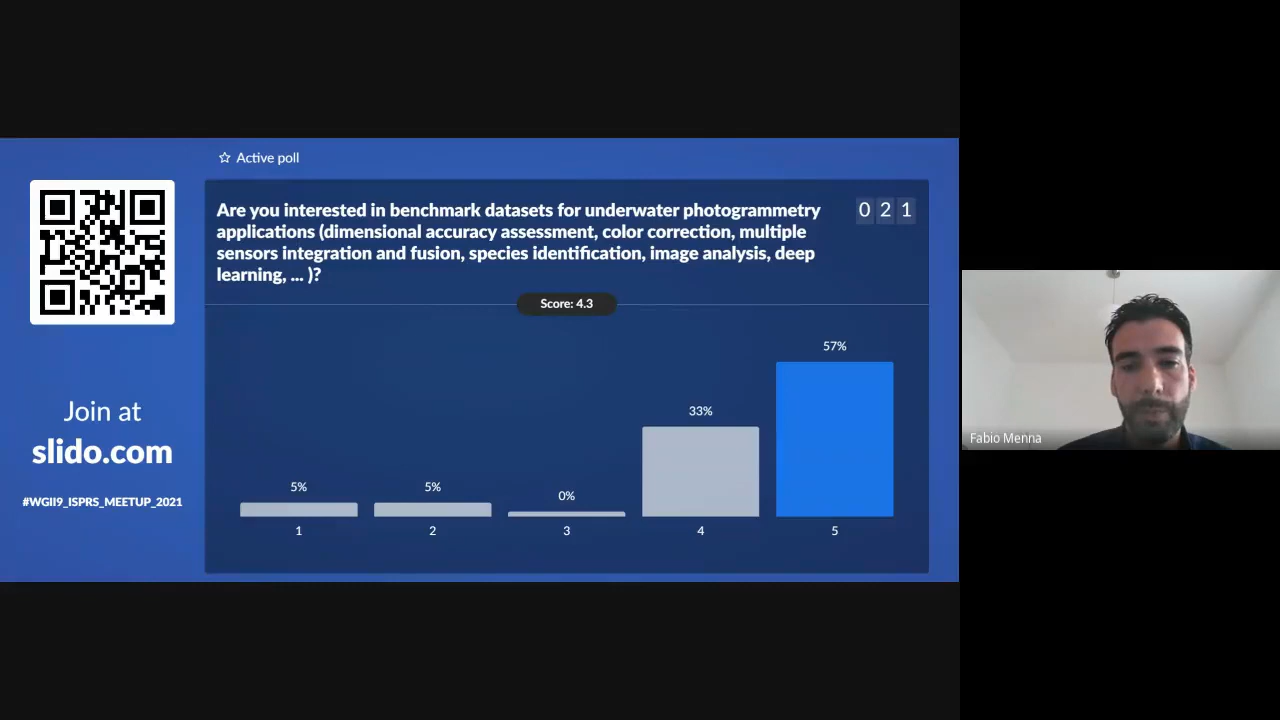 Active poll
Are you interested in benchmark datasets for underwater photogrammetry
applications (dimensional accuracy assessment, color correction, multiple
sensors integration and fusion, species identification, image analysis, deep
learning, ... )?
0 2 1
Score: 4.3
5%
5%
0%
33%
57%
1
2
3
4
5
Join at
slido.com
#WGII9_ISPRS_MEETUP_2021
Fabio Menna